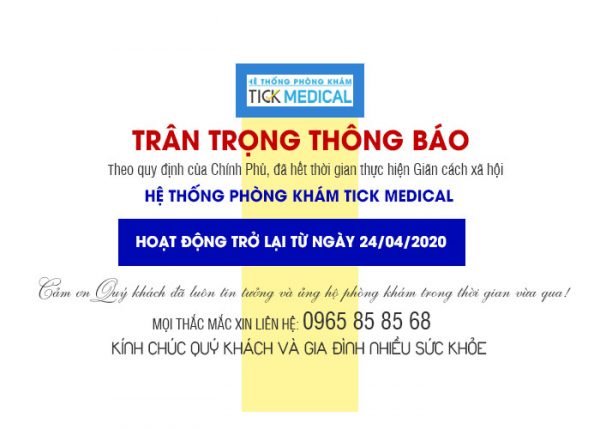 HỆ THỐNG PHÒNG KHÁM
TICK MEDICAL
TRÂN TRỌNG THÔNG BÁO
Theo quy định của Chính Phủ, đã hết thời gian thực hiện Giãn cách xã hội
HỆ THỐNG PHÒNG KHÁM TICK MEDICAL
HOẠT ĐỘNG TRỞ LẠI TỪ NGÀY 24/04/2020
Cảm ơn Quý khách đã luôn tin tưởng và ủng hộ phòng khám trong thời gian vừa qua!
MỌI THẮC MẮC XIN LIÊN HỆ: 0965 85 85 68
KÍNH CHÚC QUÝ KHÁCH VÀ GIA ĐÌNH NHIỀU SỨC KHỎE